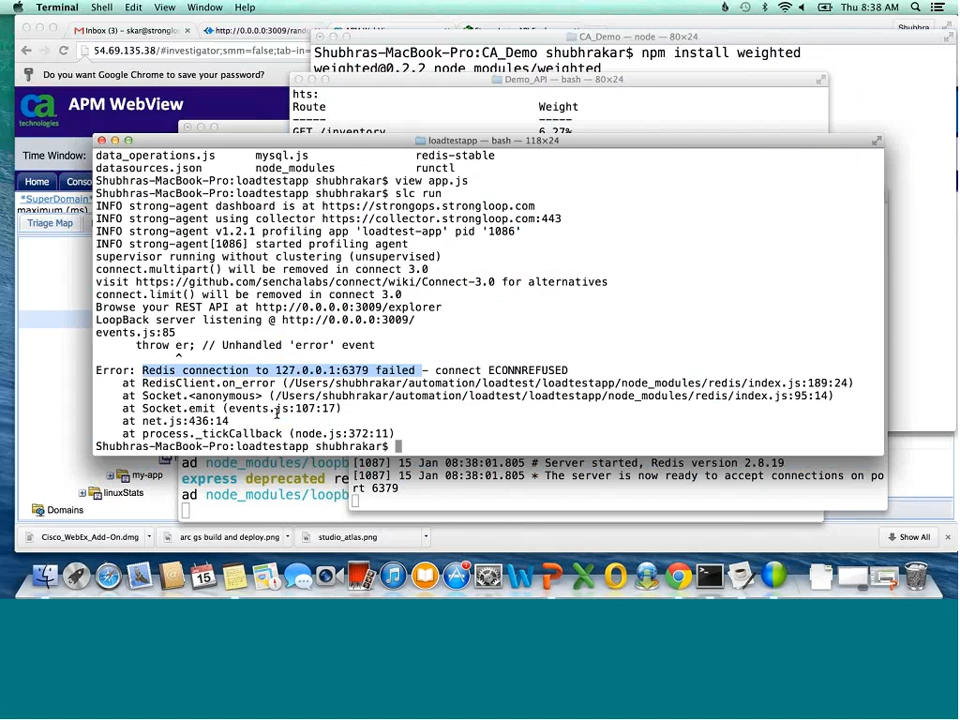 Terminal Shell Edit View Window Help Thu 8:38 AM
Inbox (3) – skar@stronglo
http://0.0.0.0:3009/rand
Shubhra
CA_Demo — node — 80×24
54.69.135.38/#investigator;smm=false;tab-in=
Shubhras-MacBook-Pro:CA_Demo shubhrakar$ npm install weighted
weighted@0.2.2 node_modules/weighted
Do you want Google Chrome to save your password?
Demo_API — bash — 80×24
hts:
Route Weight
----- -----
GET /inventory 6.27%
CA
technologies
APM WebView
loadtestapp — bash — 118×24
Time Window:
Home Conso
*SuperDomain*
maximum (ms)
Triage Map
data_operations.js mysql.js redis-stable
datasources.json node_modules runctl
Shubhras-MacBook-Pro:loadtestapp shubhrakar$ view app.js
Shubhras-MacBook-Pro:loadtestapp shubhrakar$ slc run
INFO strong-agent dashboard is at https://strongops.strongloop.com
INFO strong-agent using collector https://collector.strongloop.com:443
INFO strong-agent v1.2.1 profiling app 'loadtest-app' pid '1086'
INFO strong-agent[1086] started profiling agent
supervisor running without clustering (unsupervised)
connect.multipart() will be removed in connect 3.0
visit https://github.com/senchalabs/connect/wiki/Connect-3.0 for alternatives
connect.limit() will be removed in connect 3.0
Browse your REST API at http://0.0.0.0:3009/explorer
LoopBack server listening @ http://0.0.0.0:3009/
events.js:85
throw er; // Unhandled 'error' event
^
Error: Redis connection to 127.0.0.1:6379 failed - connect ECONNREFUSED
at RedisClient.on_error (/Users/shubhrakar/automation/loadtest/loadtestapp/node_modules/redis/index.js:189:24)
at Socket.<anonymous> (/Users/shubhrakar/automation/loadtest/loadtestapp/node_modules/redis/index.js:95:14)
at Socket.emit (events.js:107:17)
at net.js:436:14
at process._tickCallback (node.js:372:11)
Shubhras-MacBook-Pro:loadtestapp shubhrakar$
ad node_modules/loopb
[1087] 15 Jan 08:38:01.805 # Server started, Redis version 2.8.19
my-app
express deprecated re
[1087] 15 Jan 08:38:01.805 * The server is now ready to accept connections on po
rt 6379
linuxStats
ad node_modules/loopb
Domains
Cisco_WebEx_Add-On.dmg arc gs build and deploy.png studio_atlas.png Show All
15